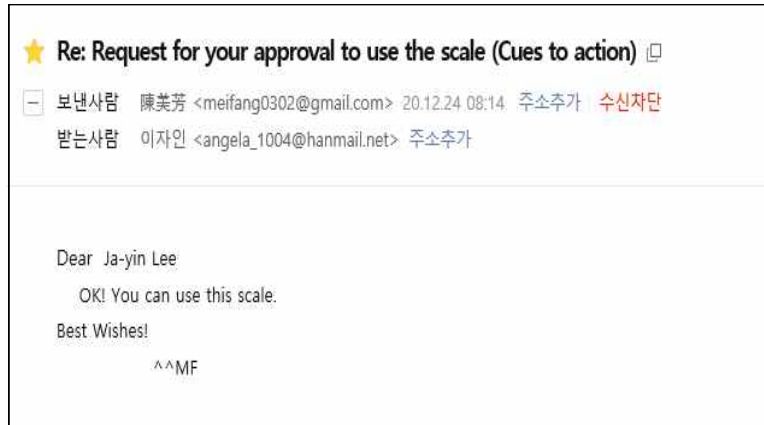 Re: Request for your approval to use the scale (Cues to action)
보낸사람 陳美芳 <meifang0302@gmail.com> 20.12.24 08:14 주소추가 수신차단
받는사람 이자인 <angela_1004@hanmail.net> 주소추가
Dear Ja-yin Lee
OK! You can use this scale.
Best Wishes!
^^MF